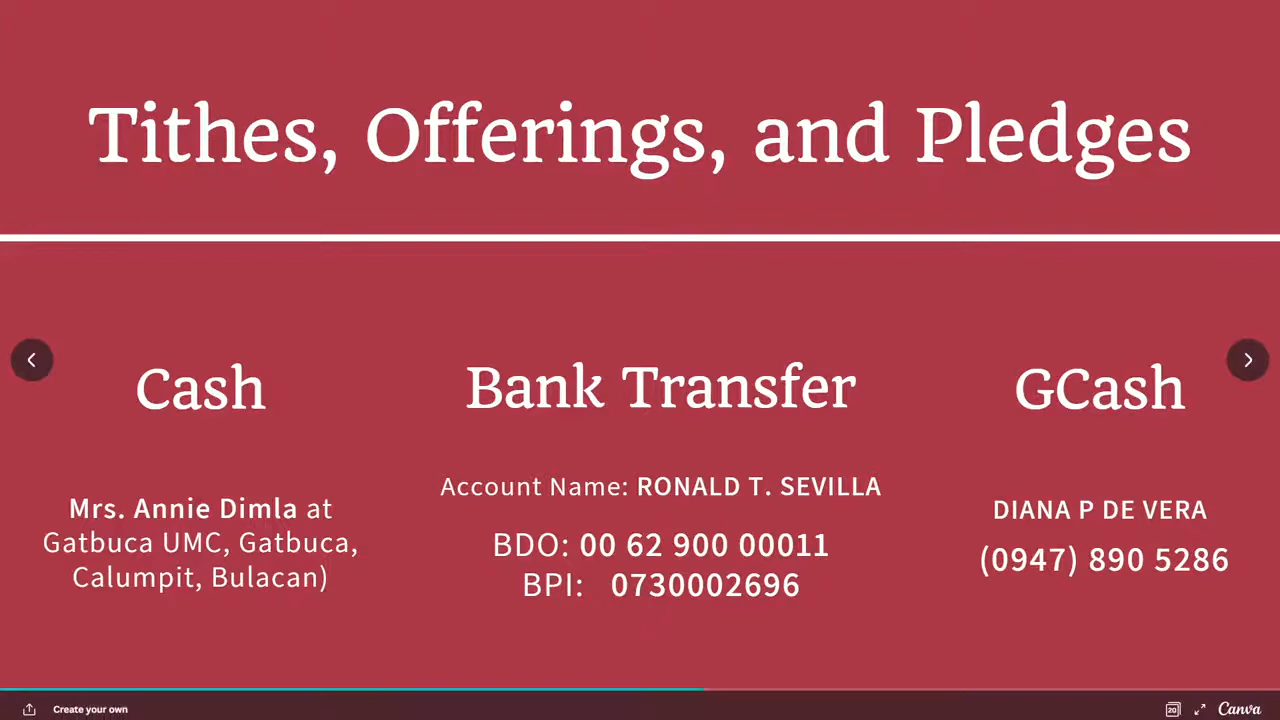 Tithes, Offerings, and Pledges
Cash
Mrs. Annie Dimla at
Gatbuca UMC, Gatbuca,
Calumpit, Bulacan)
Bank Transfer
Account Name: RONALD T. SEVILLA
BDO: 00 62 900 00011
BPI: 0730002696
GCash
DIANA P DE VERA
(0947) 890 5286
Create your own
20
Canva